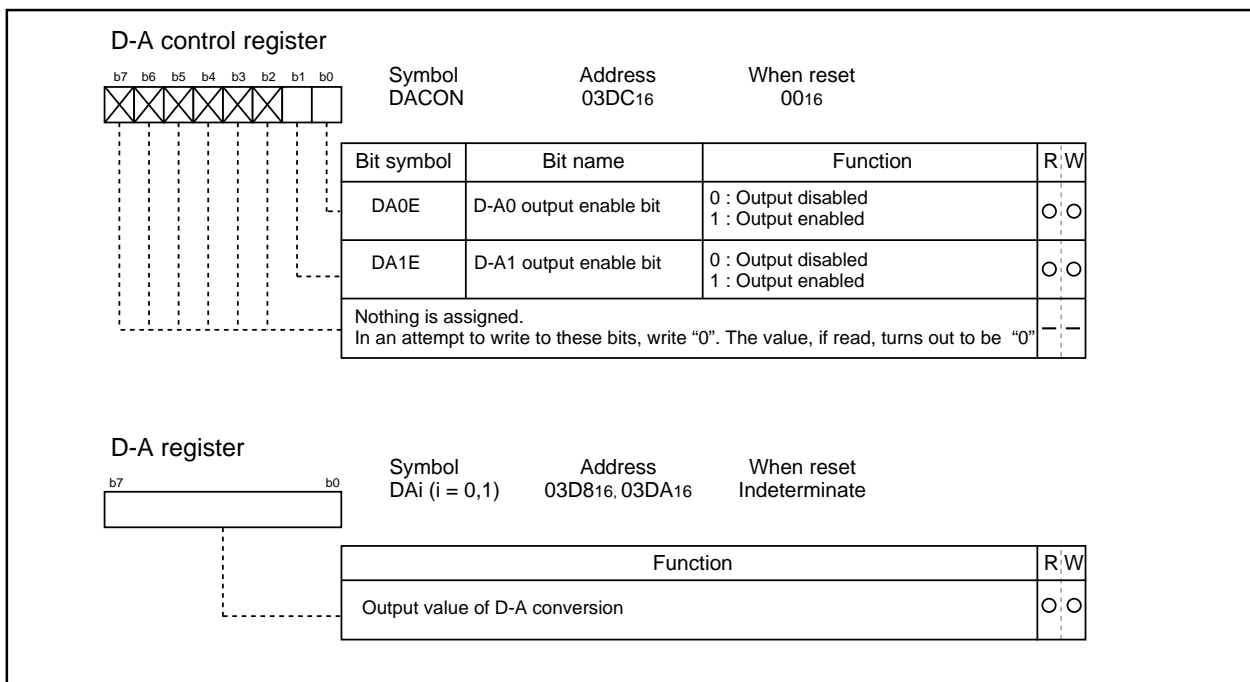 D-A control register
b7 b6 b5 b4 b3 b2 b1 b0
Symbol Address When reset
DACON 03DC16 0016
Bit symbol Bit name Function R W
DA0E D-A0 output enable bit 0 : Output disabled
1 : Output enabled
DA1E D-A1 output enable bit 0 : Output disabled
1 : Output enabled
Nothing is assigned.
In an attempt to write to these bits, write “0”. The value, if read, turns out to be “0”
D-A register
b7 b0
Symbol Address When reset
DAi (i = 0,1) 03D816, 03DA16 Indeterminate
Function R W
Output value of D-A conversion